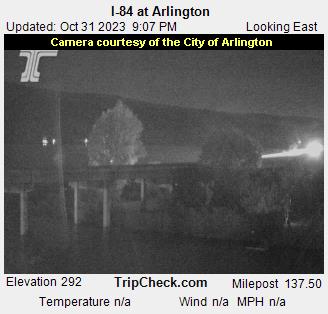 I-84 at Arlington
Updated: Oct 31 2023 9:07 PM Looking East
Camera courtesy of the City of Arlington
Elevation 292 TripCheck.com Milepost 137.50
Temperature n/a Wind n/a MPH n/a